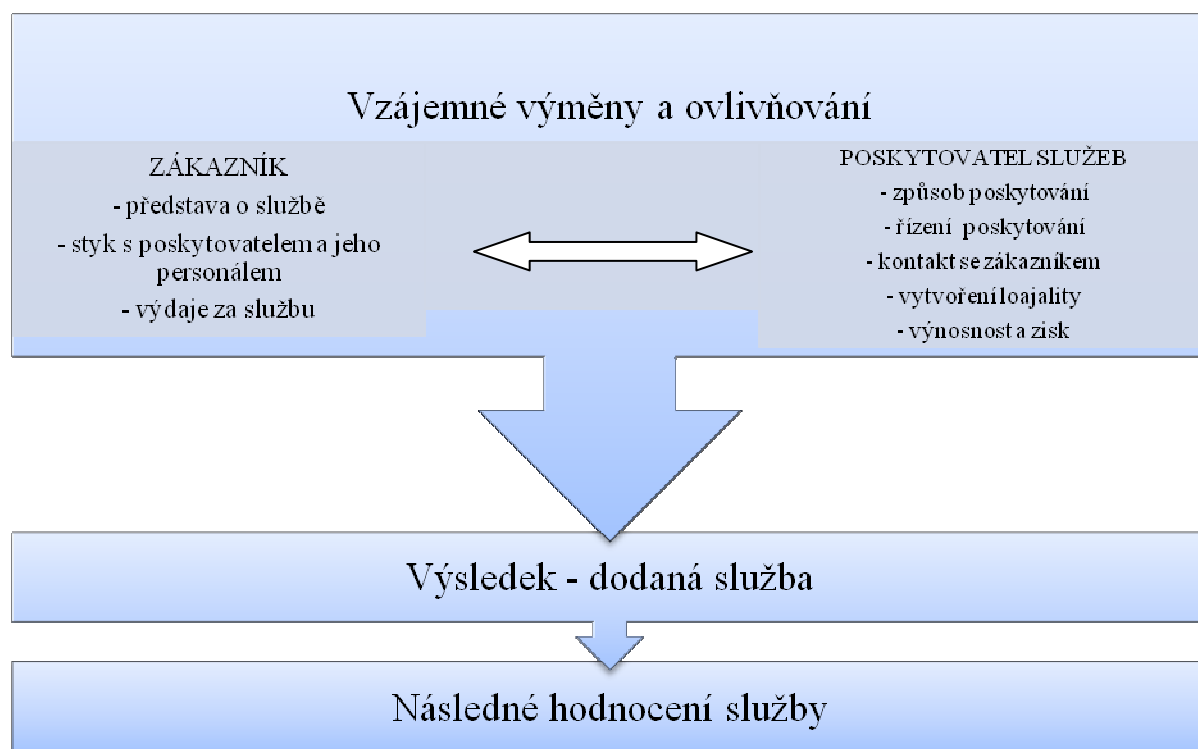 Vzájemné výměny a ovlivňování
ZÁKAZNÍK
- představa o službě
- styk s poskytovatelem a jeho
personálem
- výdaje za službu
POSKYTOVATEL SLUŽEB
- způsob poskytování
- řízení poskytování
- kontakt se zákazníkem
- vytvoření loajality
- výnosnost a zisk
Výsledek - dodaná služba
Následné hodnocení služby